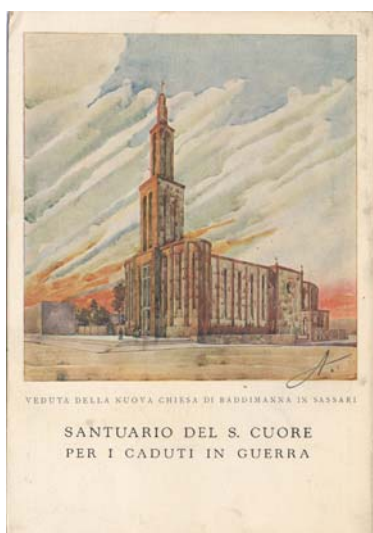 VEDUTA DELLA NUOVA CHIESA DI BADDIMANNA IN SASSARI
SANTUARIO DEL S. CUORE
PER I CADUTI IN GUERRA